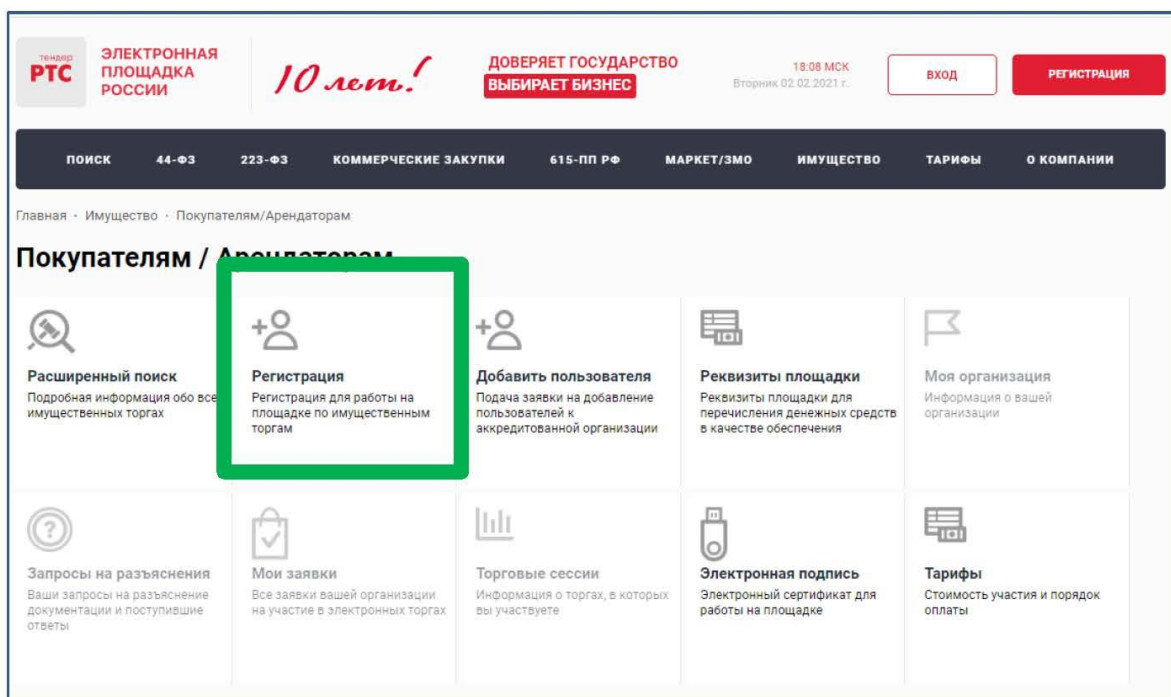 тендер
РТС
ЭЛЕКТРОННАЯ
ПЛОЩАДКА
РОССИИ
10 лет!
ДОВЕРЯЕТ ГОСУДАРСТВО
ВЫБИРАЕТ БИЗНЕС
18:08 МСК
Вторник 02.02.2021 г.
ВХОД
РЕГИСТРАЦИЯ
ПОИСК 44-ФЗ 223-ФЗ КОММЕРЧЕСКИЕ ЗАКУПКИ 615-ПП РФ МАРКЕТ/ЗМО ИМУЩЕСТВО ТАРИФЫ О КОМПАНИИ
Главная · Имущество · Покупателям/Арендаторам
Покупателям / Арендаторам
Расширенный поиск
Подробная информация обо все
имущественных торгах
Регистрация
Регистрация для работы на
площадке по имущественным
торгам
Добавить пользователя
Подача заявки на добавление
пользователей к
аккредитованной организации
Реквизиты площадки
Реквизиты площадки для
перечисления денежных средств
в качестве обеспечения
Моя организация
Информация о вашей
организации
Запросы на разъяснения
Ваши запросы на разъяснение
документации и поступившие
ответы
Мои заявки
Все заявки вашей организации
на участие в электронных торгах
Торговые сессии
Информация о торгах, в которых
вы участвуете
Электронная подпись
Электронный сертификат для
работы на площадке
Тарифы
Стоимость участия и порядок
оплаты